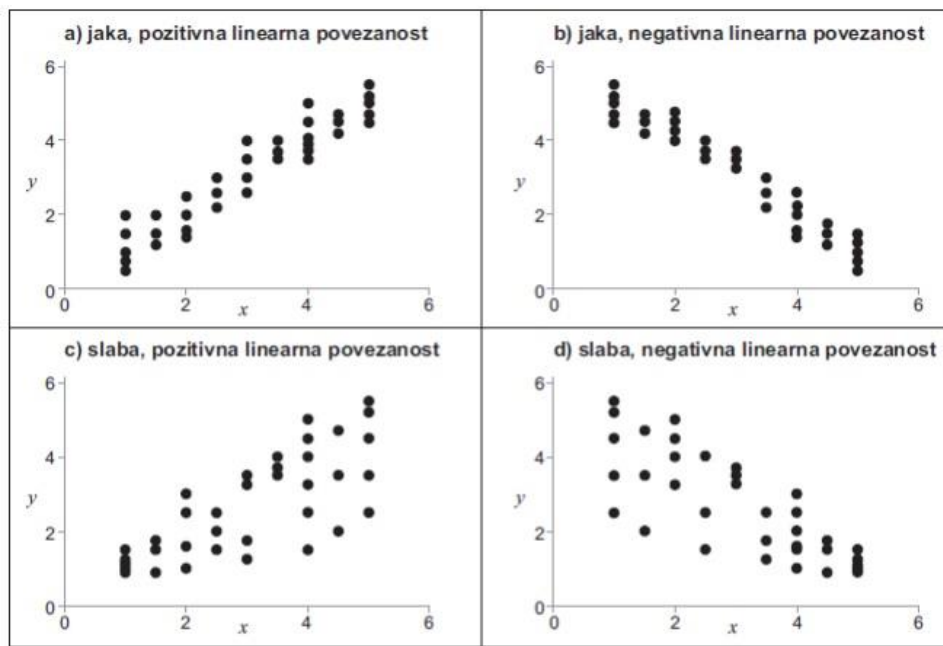 a) jaka, pozitivna linearna povezanost
6
4
y
2
0
0 2 4 6
x
b) jaka, negativna linearna povezanost
6
4
y
2
0
0 2 4 6
x
c) slaba, pozitivna linearna povezanost
6
4
y
2
0
0 2 4 6
x
d) slaba, negativna linearna povezanost
6
4
y
2
0
0 2 4 6
x